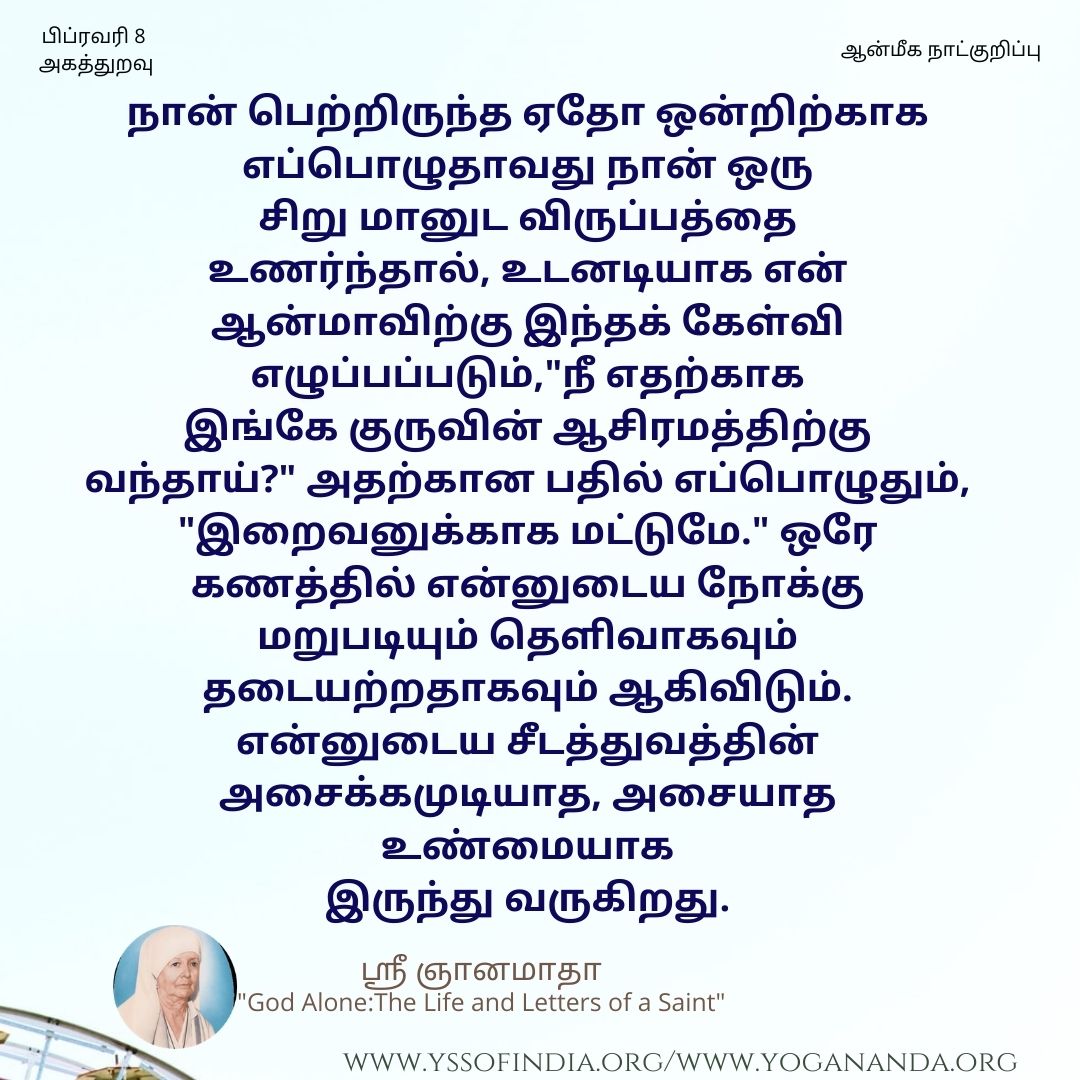 பிப்ரவரி 8
அகத்துறவு
ஆன்மீக நாட்குறிப்பு
நான் பெற்றிருந்த ஏதோ ஒன்றிற்காக
எப்பொழுதாவது நான் ஒரு
சிறு மானுட விருப்பத்தை
உணர்ந்தால், உடனடியாக என்
ஆன்மாவிற்கு இந்தக் கேள்வி
எழுப்பப்படும்,"நீ எதற்காக
இங்கே குருவின் ஆசிரமத்திற்கு
வந்தாய்?" அதற்கான பதில் எப்பொழுதும்,
"இறைவனுக்காக மட்டுமே." ஒரே
கணத்தில் என்னுடைய நோக்கு
மறுபடியும் தெளிவாகவும்
தடையற்றதாகவும் ஆகிவிடும்.
என்னுடைய சீடத்துவத்தின்
அசைக்கமுடியாத, அசையாத
உண்மையாக
இருந்து வருகிறது.
ஸ்ரீ ஞானமாதா
"God Alone:The Life and Letters of a Saint"
WWW.YSSOFINDIA.ORG/WWW.YOGANANDA.ORG